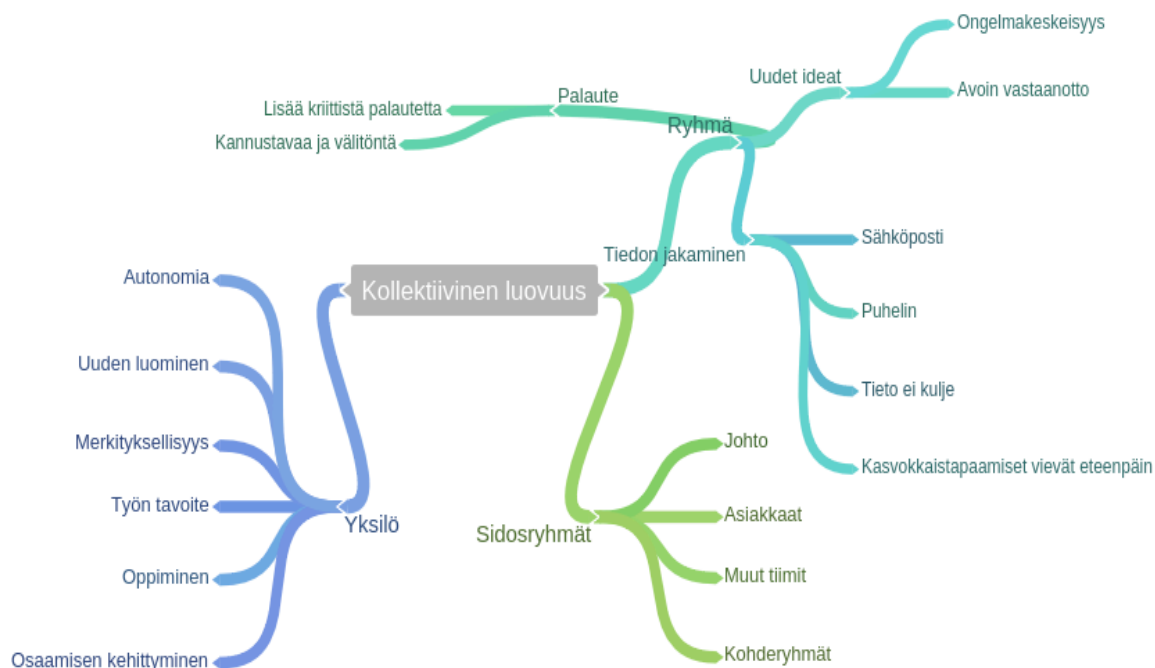 Ongelmakeskeisyys
Uudet ideat
Avoin vastaanotto
Palaute
Lisää kriittistä palautetta
Kannustavaa ja välitöntä
Ryhmä
Tiedon jakaminen
Sähköposti
Puhelin
Tieto ei kulje
Kasvokkaistapaamiset vievät eteenpäin
Kollektiivinen luovuus
Autonomia
Uuden luominen
Merkityksellisyys
Työn tavoite
Oppiminen
Osaamisen kehittyminen
Yksilö
Sidosryhmät
Johto
Asiakkaat
Muut tiimit
Kohderyhmät